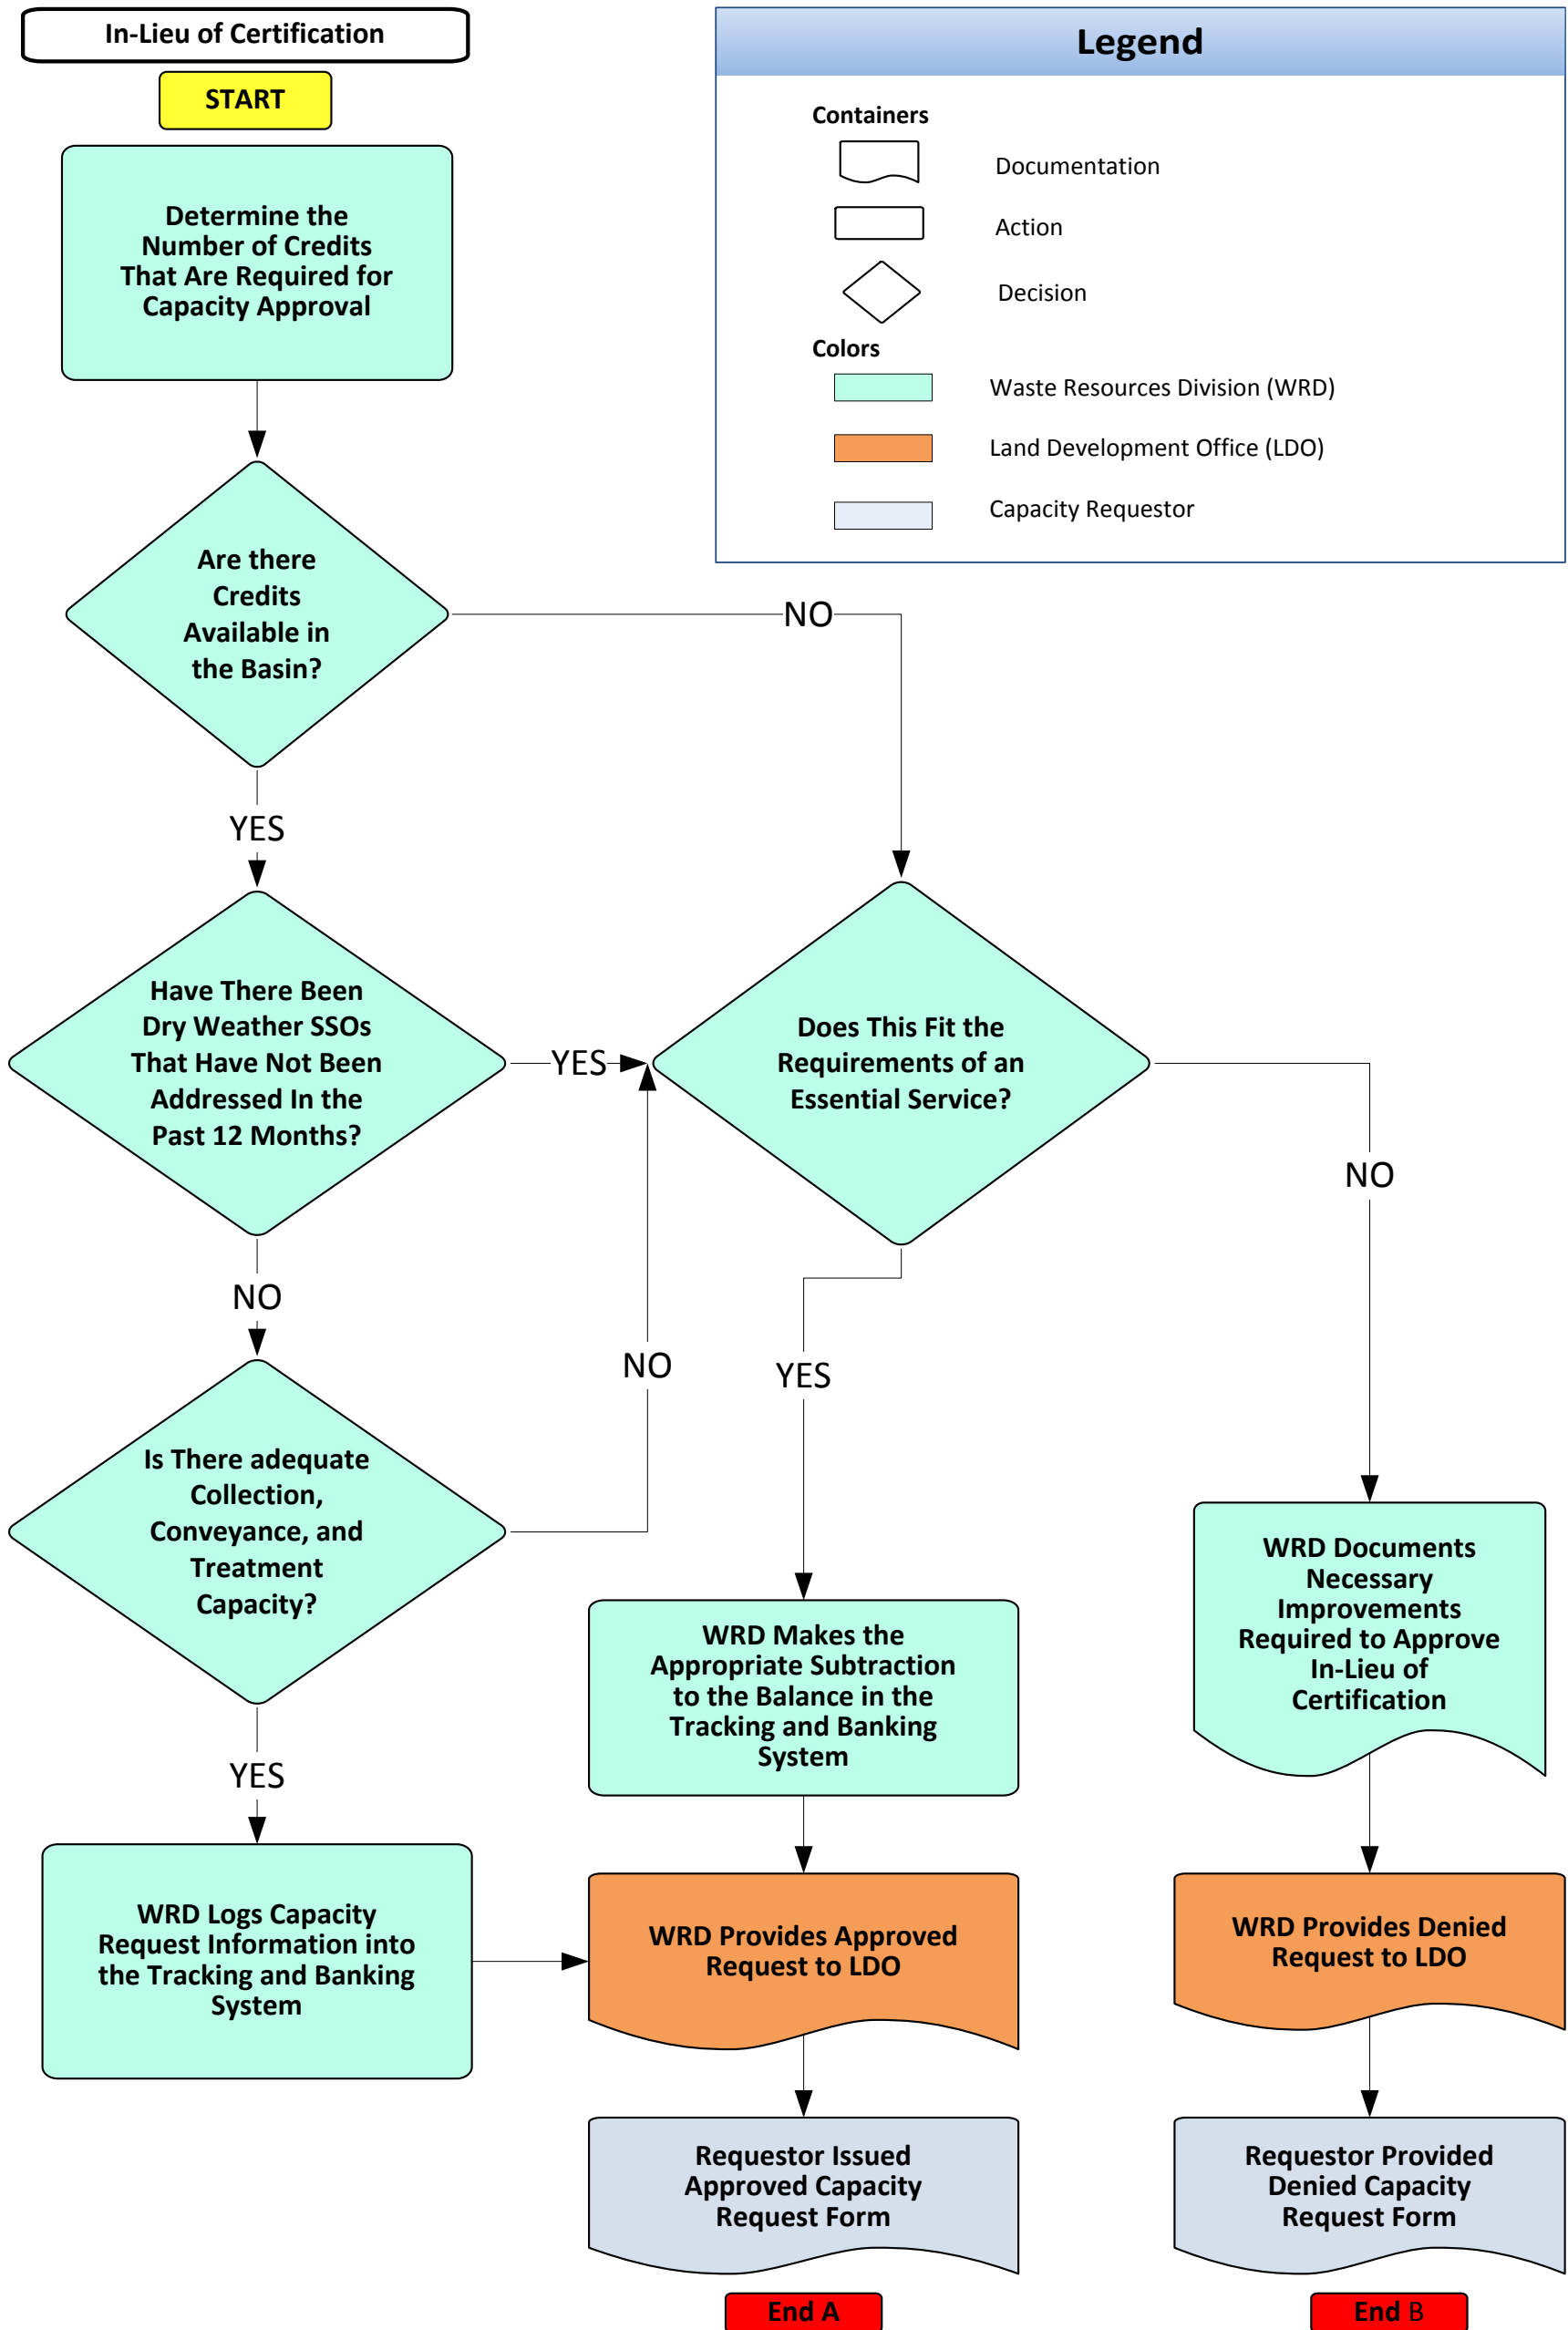 In-Lieu of Certification
START
Legend
Containers
Documentation
Action
Decision
Colors
Waste Resources Division (WRD)
Land Development Office (LDO)
Capacity Requestor
Determine the
Number of Credits
That Are Required for
Capacity Approval
Are there
Credits
Available in
the Basin?
NO
YES
Have There Been
Dry Weather SSOs
That Have Not Been
Addressed In the
Past 12 Months?
YES
Does This Fit the
Requirements of an
Essential Service?
NO
NO
NO
YES
Is There adequate
Collection,
Conveyance, and
Treatment
Capacity?
YES
WRD Makes the
Appropriate Subtraction
to the Balance in the
Tracking and Banking
System
WRD Documents
Necessary
Improvements
Required to Approve
In-Lieu of
Certification
WRD Logs Capacity
Request Information into
the Tracking and Banking
System
WRD Provides Approved
Request to LDO
WRD Provides Denied
Request to LDO
Requestor Issued
Approved Capacity
Request Form
Requestor Provided
Denied Capacity
Request Form
End A
End B